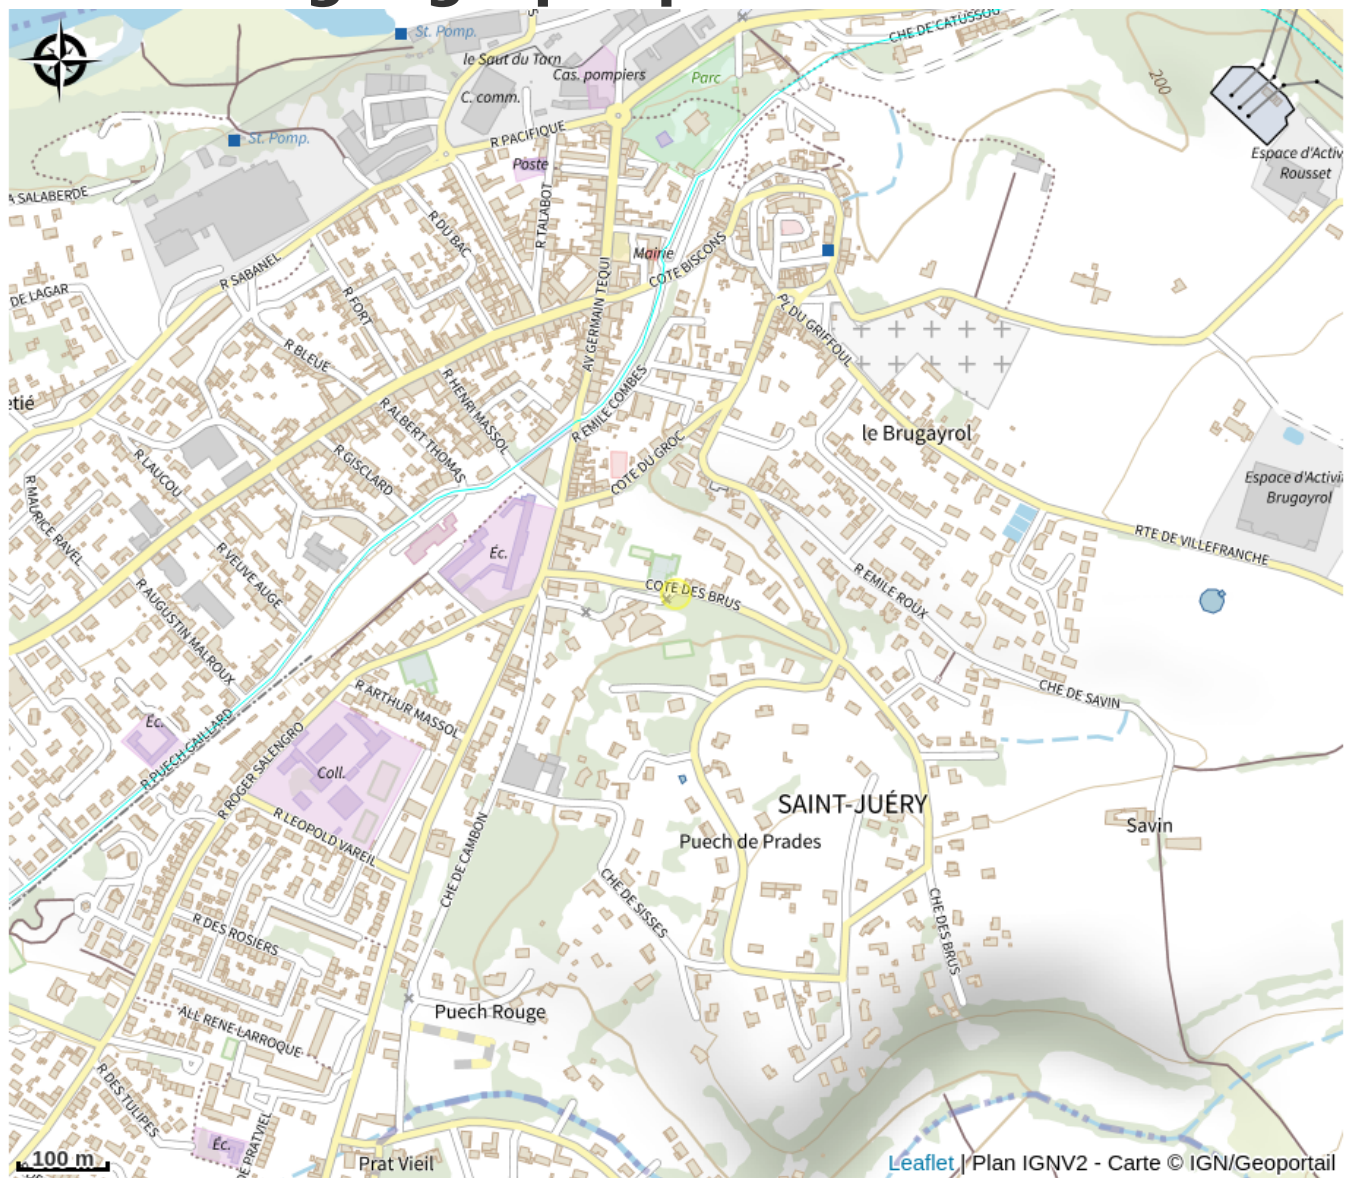 St. Pomp.
CHE DE CATUSSOU
le Saut du Tarn
Cas. pompiers
Parc
C. comm.
200
R PACIFIQUE
St. Pomp.
Poste
Espace d'Activ
Rousset
A SALABERDE
R TALABOT
R DU BAC
Mairie
COTE BISCONS
R SABANEL
DE LAGAR
R FORT
AV GERMAIN TEQUI
PL DU GRIFFOUL
R BLEUE
R HENRI MASSOL
R EMILE COMBES
etié
R ALBERT THOMAS
le Brugayrol
R GISCLARD
COTE DU GROC
R LAUCOU
R MAURICE RAVEL
Espace d'Activi
Brugayrol
Éc.
RTE DE VILLEFRANCHE
R VEUVE AUGE
R EMILE ROUX
COTE DES BRUS
R AUGUSTIN MALROUX
R ARTHUR MASSOL
CHE DE SAVIN
Éc.
R PUECH GAILLARD
R ROGER SALENGRO
Coll.
SAINT-JUÉRY
R LEOPOLD VAREIL
Puech de Prades
Savin
CHE DE CAMBON
CHE DE SISSES
CHE DES BRUS
R DES ROSIERS
Puech Rouge
ALL RENE LARROQUE
R DES TULIPES
Éc.
DE PRATVIEL
100 m
Prat Vieil
Leaflet | Plan IGNV2 - Carte © IGN/Geoportail